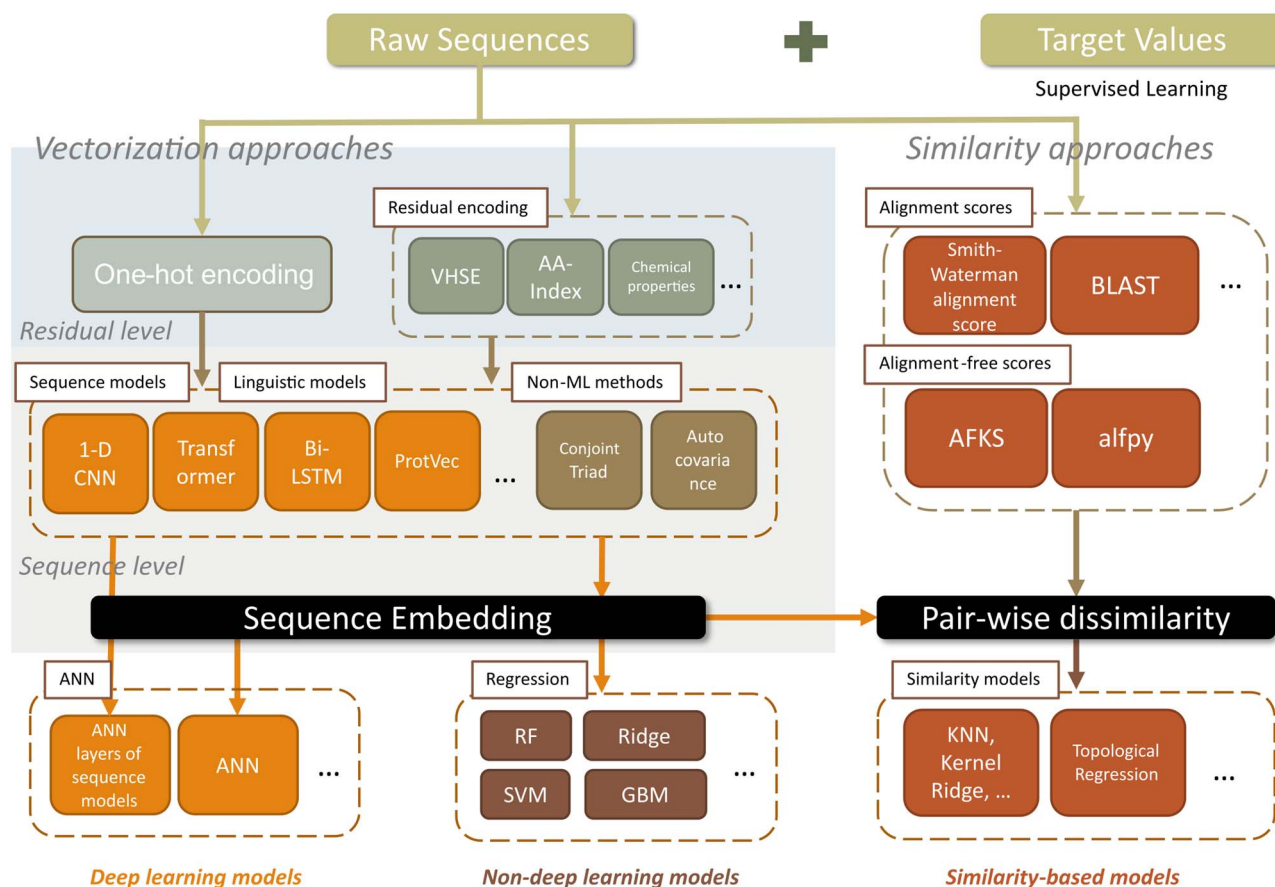 Raw Sequences
Target Values
Supervised Learning
Vectorization approaches
Similarity approaches
Residual encoding
Alignment scores
One-hot encoding
VHSE
AA-
Index
Chemical
properties
...
Smith-
Waterman
alignment
score
BLAST
...
Residual level
Alignment-free scores
Sequence models
Linguistic models
Non-ML methods
1-D
CNN
Transf
ormer
Bi-
LSTM
ProtVec
...
Conjoint
Triad
Auto
covaria
nce
AFKS
alfpy
Sequence level
Sequence Embedding
Pair-wise dissimilarity
ANN
Regression
Similarity models
ANN
layers of
sequence
models
ANN
...
RF
Ridge
SVM
GBM
...
KNN,
Kernel
Ridge, ...
Topological
Regression
...
Deep learning models
Non-deep learning models
Similarity-based models